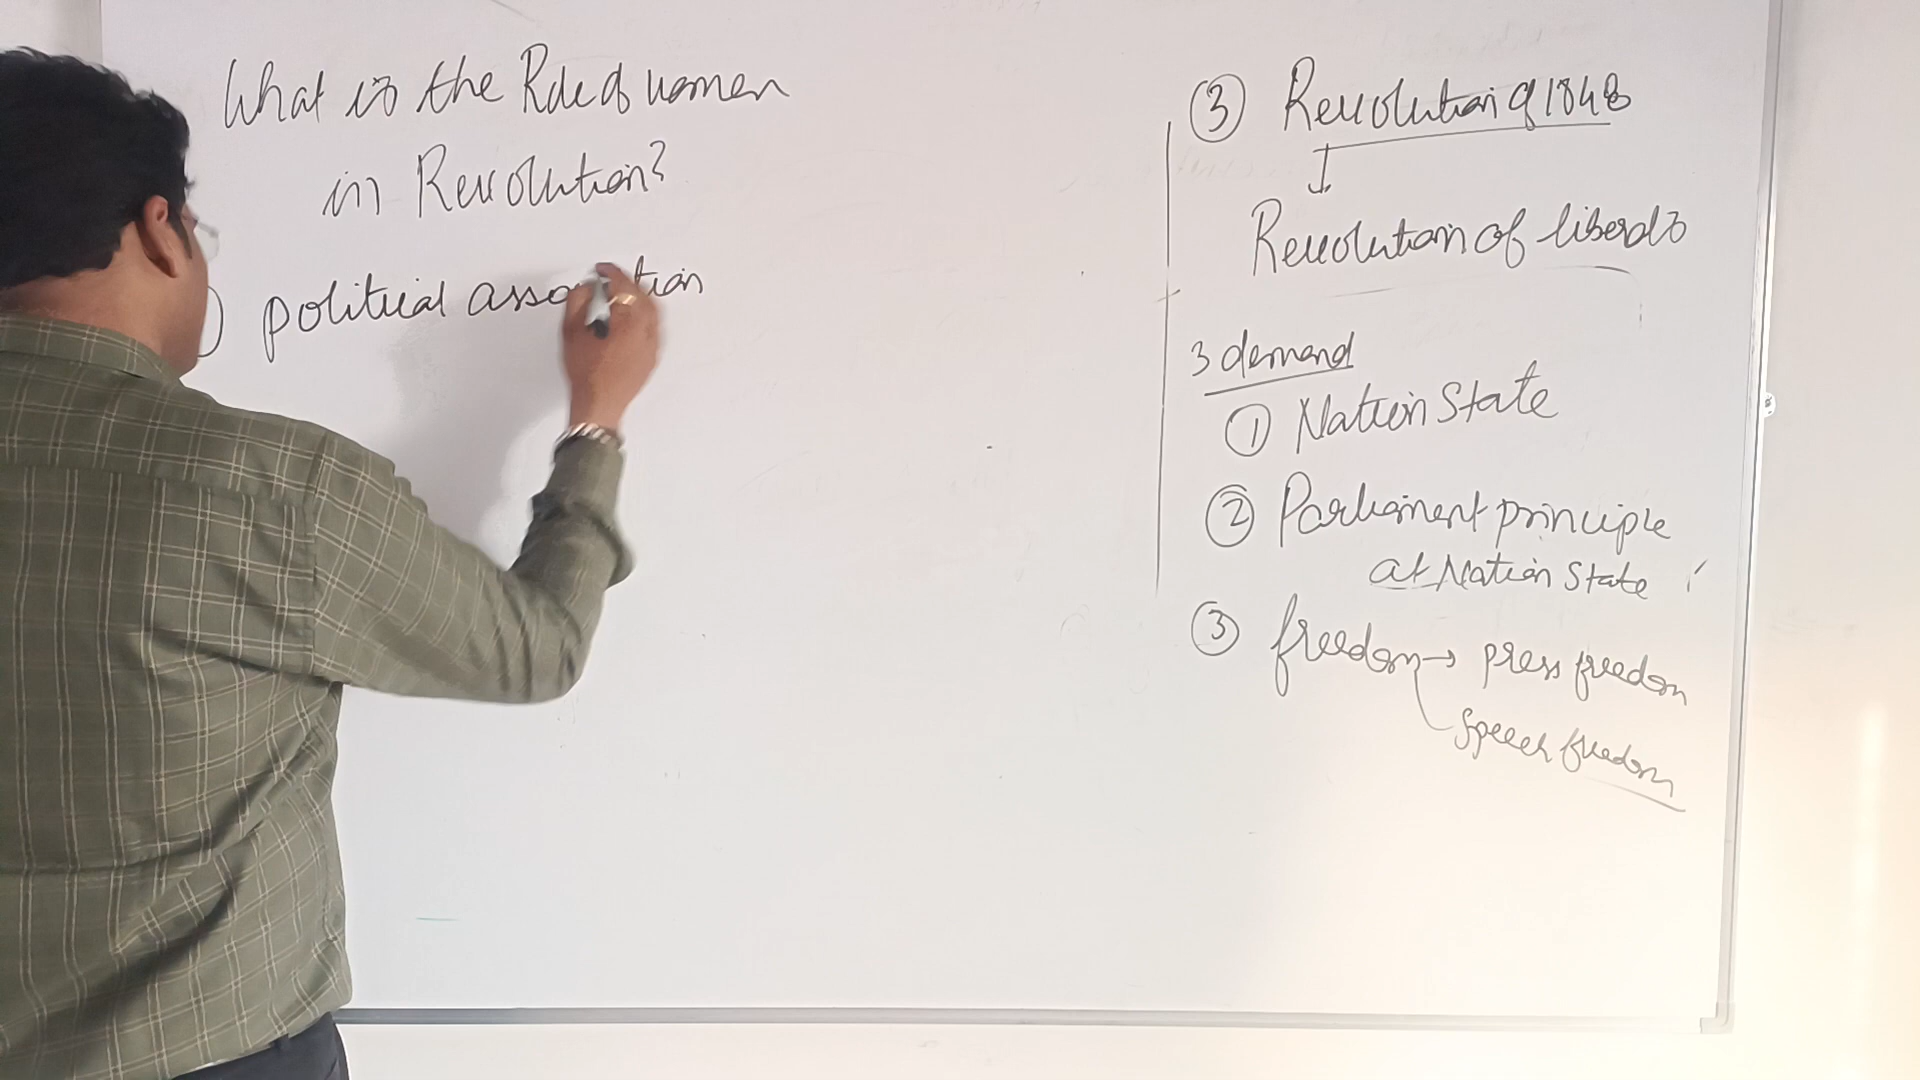 What is the Role of women
in Revolution?
) political association
③ Revolution of 1848
Revolution of liberals
3 demand
① Nation State
② Parliament principle
at Nation State
③ freedom → press freedom
speech freedom